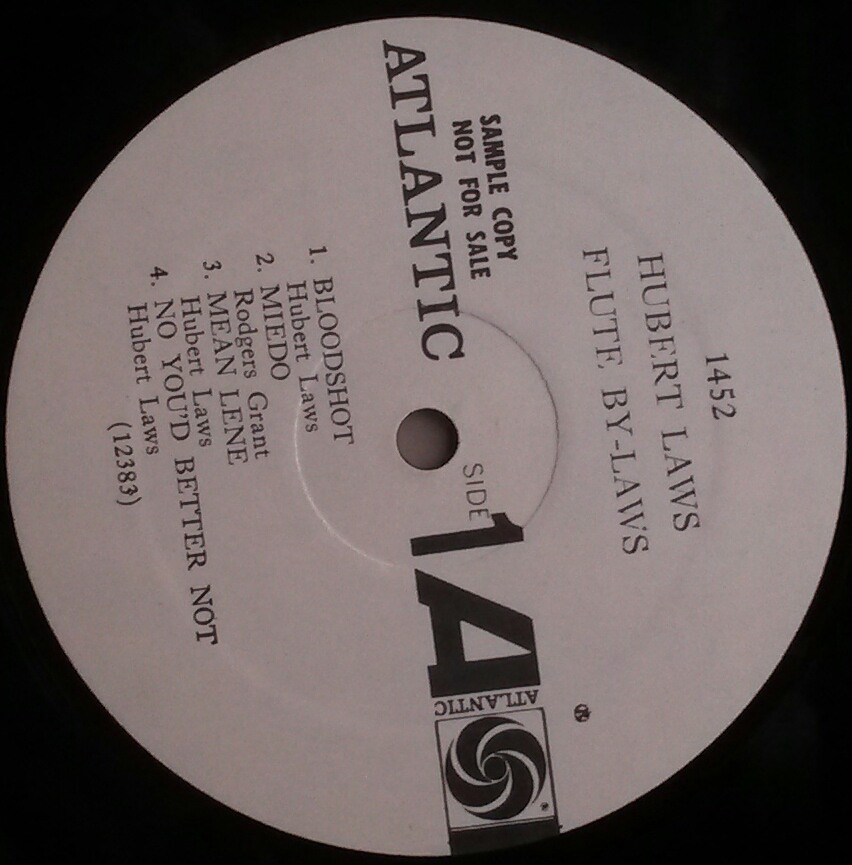 1452
HUBERT LAWS
FLUTE BY-LAWS
SAMPLE COPY
NOT FOR SALE
ATLANTIC
SIDE
1
A
ATLANTIC
®
®
1. BLOODSHOT
Hubert Laws
2. MIEDO
Rodgers Grant
3. MEAN LENE
Hubert Laws
4. NO YOU'D BETTER NOT
Hubert Laws
(12383)